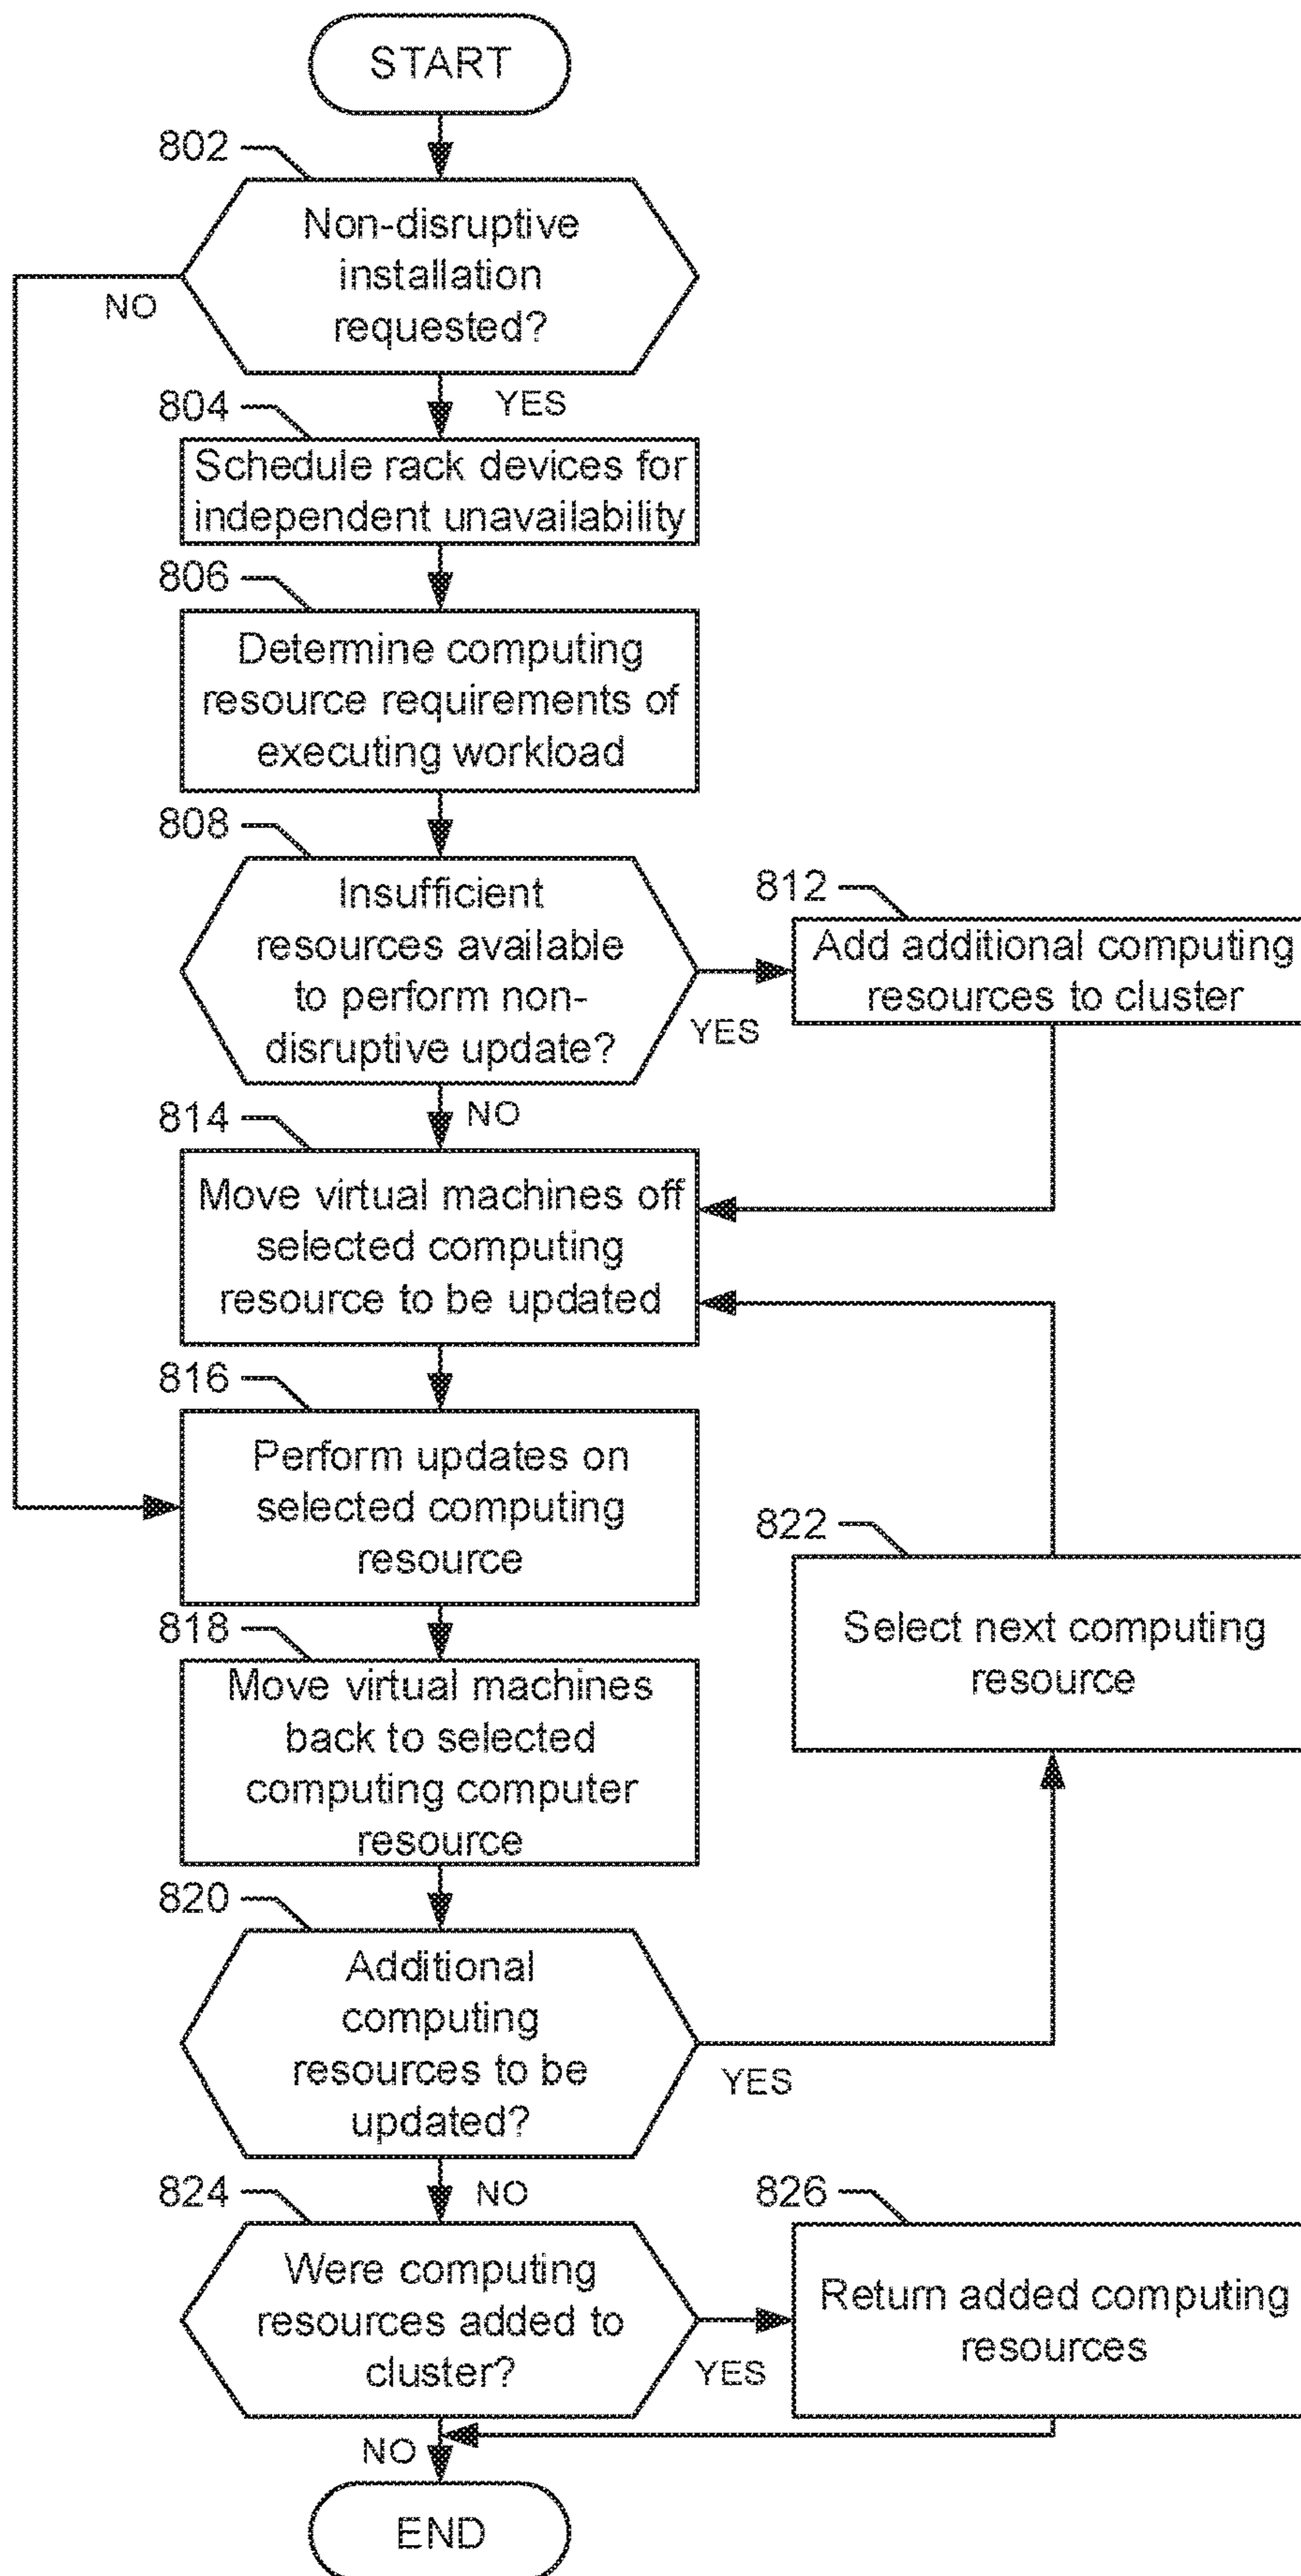 START
802
Non-disruptive
installation
requested?
NO
YES
804
Schedule rack devices for
independent unavailability
806
Determine computing
resource requirements of
executing workload
808
Insufficient
resources available
to perform non-
disruptive update?
YES
812
Add additional computing
resources to cluster
NO
814
Move virtual machines off
selected computing
resource to be updated
816
Perform updates on
selected computing
resource
822
Select next computing
resource
818
Move virtual machines
back to selected
computing computer
resource
820
Additional
computing
resources to be
updated?
YES
NO
824
Were computing
resources added to
cluster?
YES
826
Return added computing
resources
NO
END